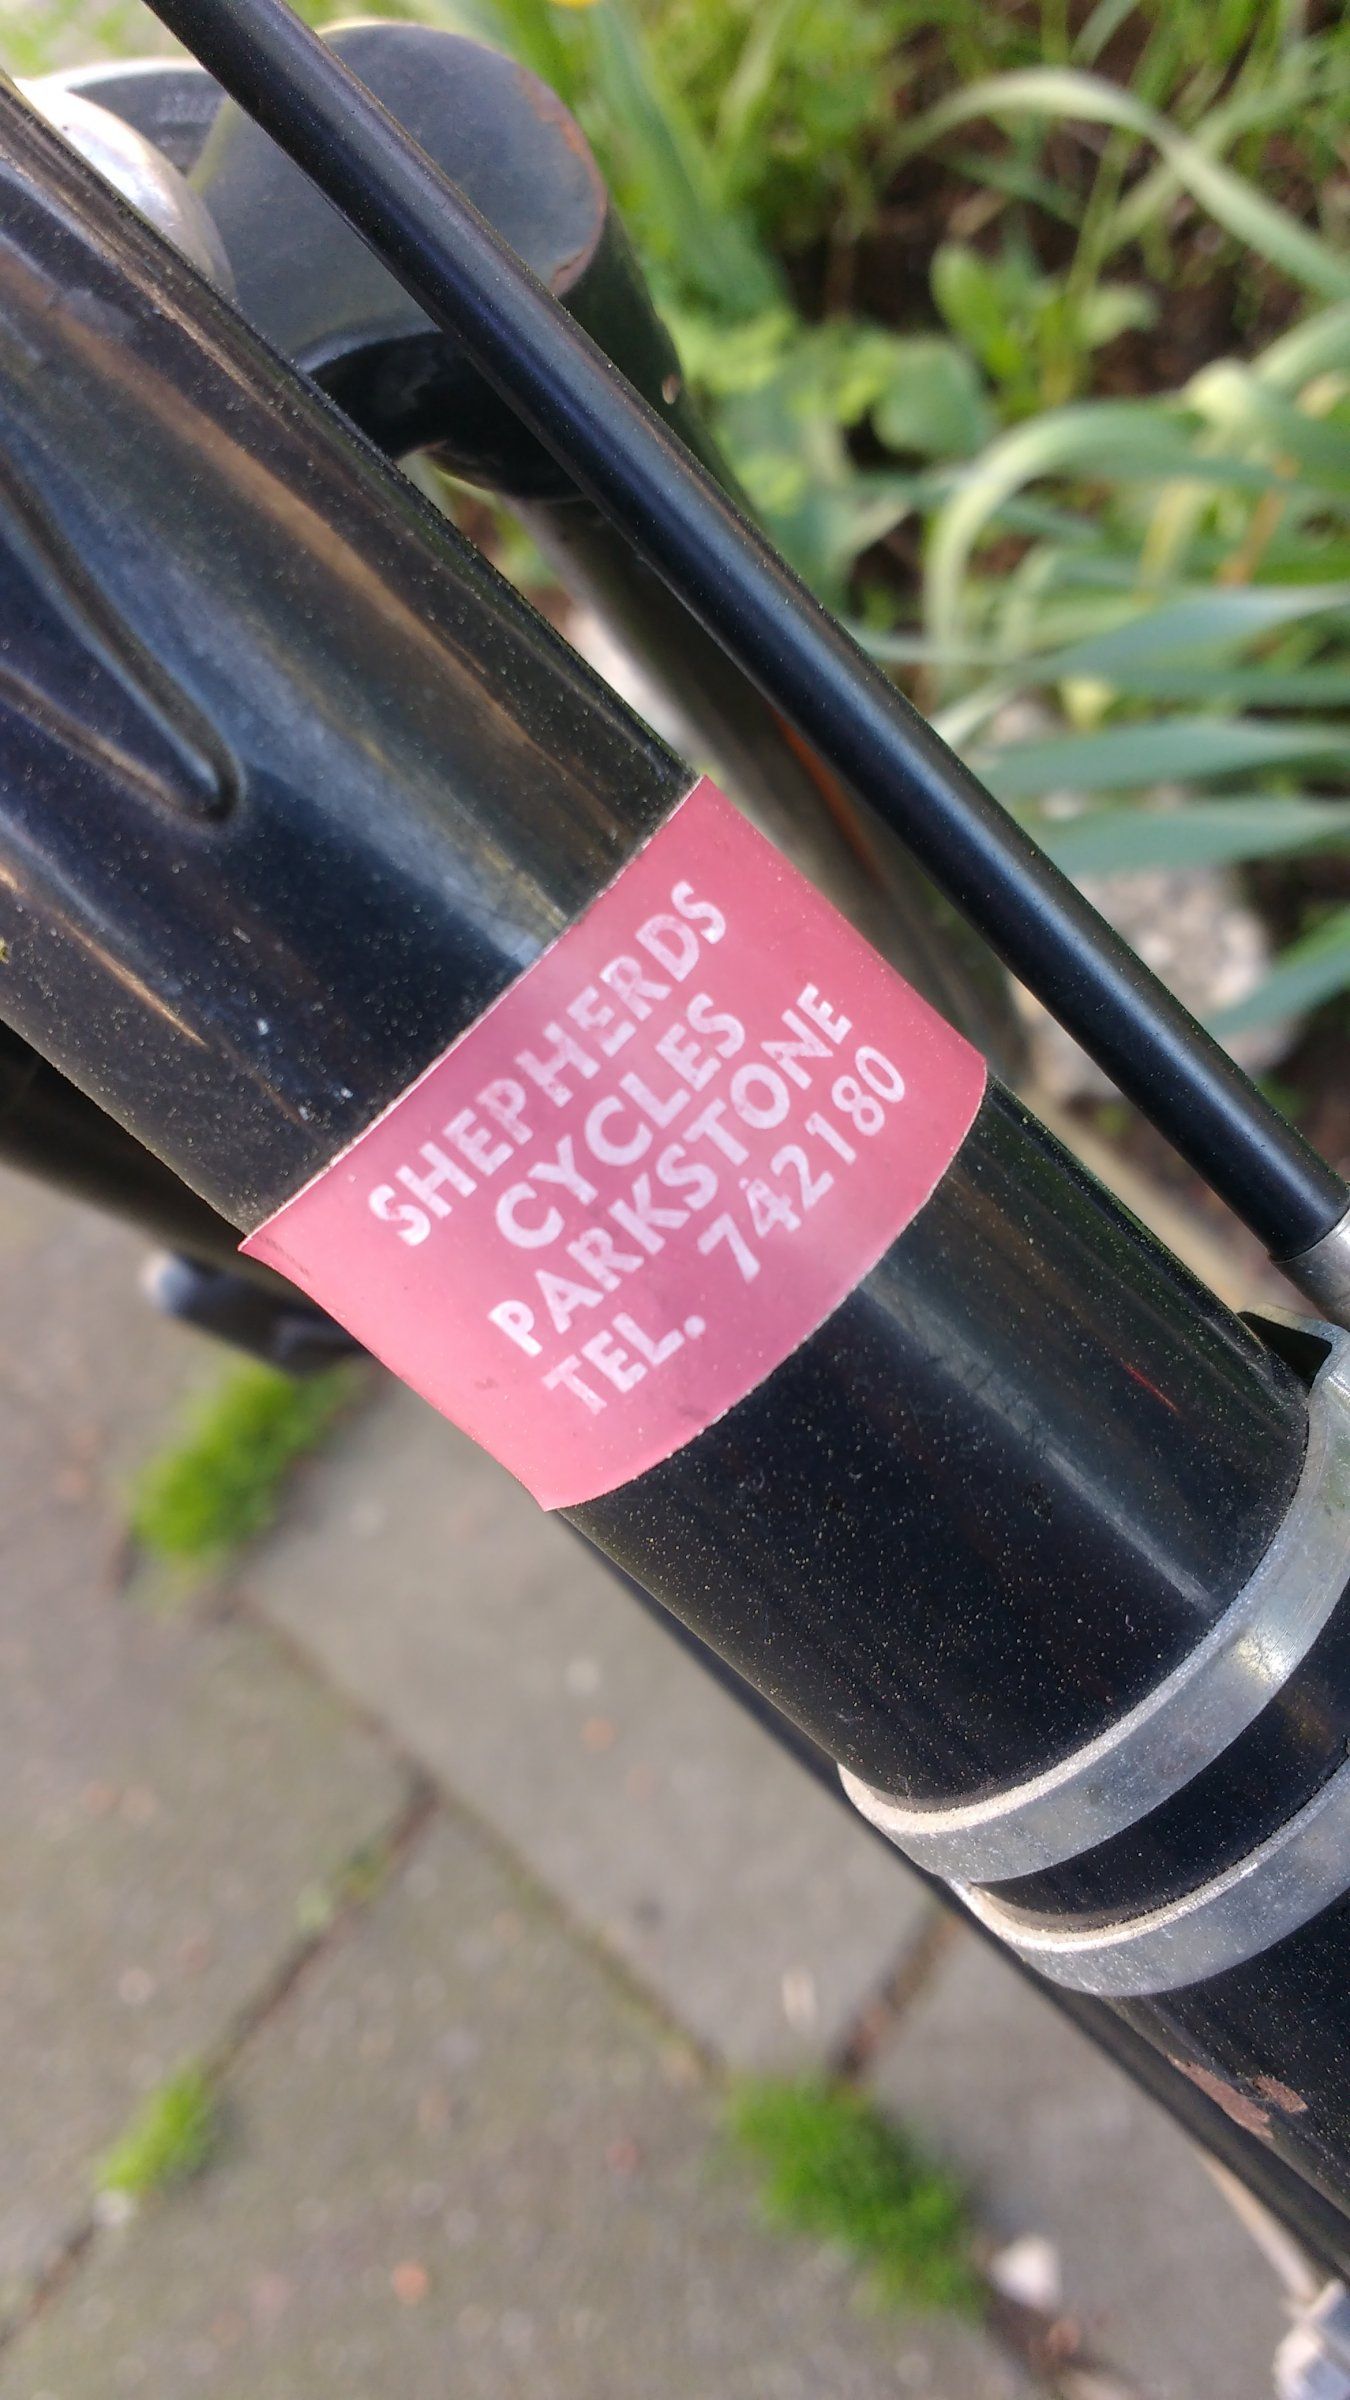 SHEPHERDS
CYCLES
PARKSTONE
TEL. 742180